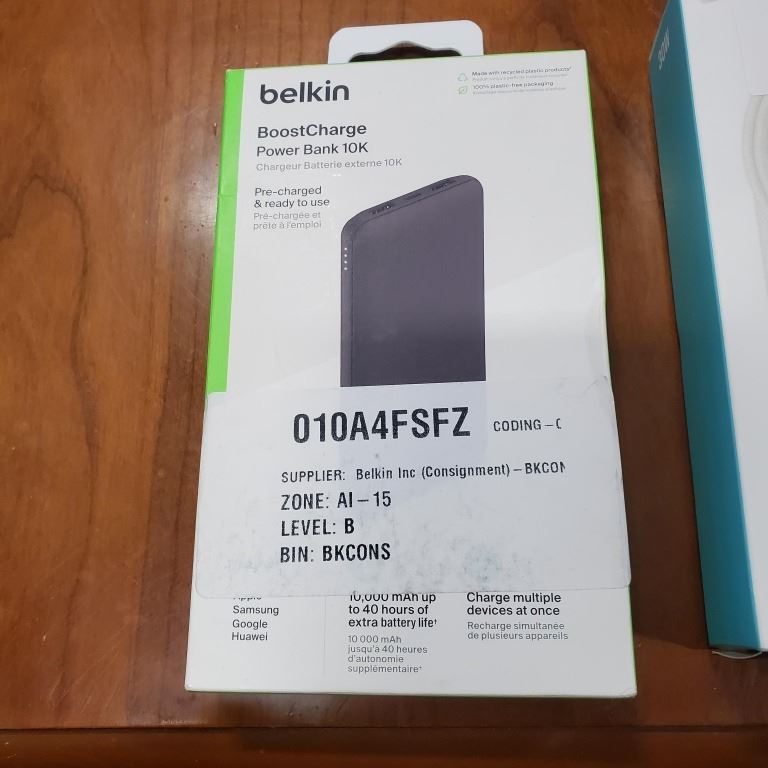 belkin
Made with recycled plastic products*
100% plastic-free packaging
BoostCharge
Power Bank 10K
Chargeur Batterie externe 10K
Pre-charged
& ready to use
Pré-chargée et
prête à l'emploi
30W
010A4FSFZ CODING – C
SUPPLIER: Belkin Inc (Consignment) – BKCON
ZONE: AI – 15
LEVEL: B
BIN: BKCONS
Apple
Samsung
Google
Huawei
10,000 mAh up
to 40 hours of
extra battery life†
10 000 mAh
jusqu'à 40 heures
d'autonomie
supplémentaire†
Charge multiple
devices at once
Recharge simultanée
de plusieurs appareils